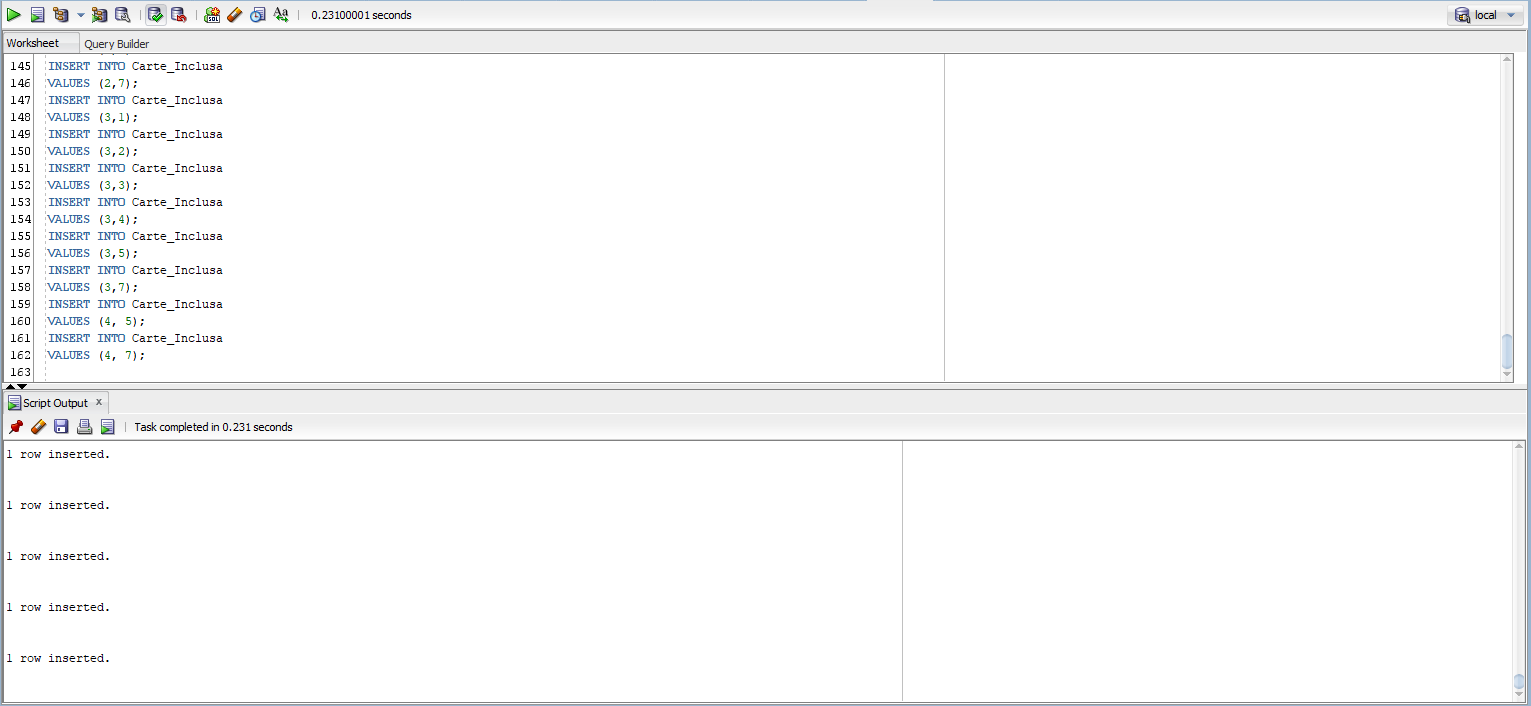 0.23100001 seconds
local
Worksheet
Query Builder
145 INSERT INTO Carte_Inclusa
146 VALUES (2,7);
147 INSERT INTO Carte_Inclusa
148 VALUES (3,1);
149 INSERT INTO Carte_Inclusa
150 VALUES (3,2);
151 INSERT INTO Carte_Inclusa
152 VALUES (3,3);
153 INSERT INTO Carte_Inclusa
154 VALUES (3,4);
155 INSERT INTO Carte_Inclusa
156 VALUES (3,5);
157 INSERT INTO Carte_Inclusa
158 VALUES (3,7);
159 INSERT INTO Carte_Inclusa
160 VALUES (4, 5);
161 INSERT INTO Carte_Inclusa
162 VALUES (4, 7);
163
Script Output x
Task completed in 0.231 seconds
1 row inserted.
1 row inserted.
1 row inserted.
1 row inserted.
1 row inserted.